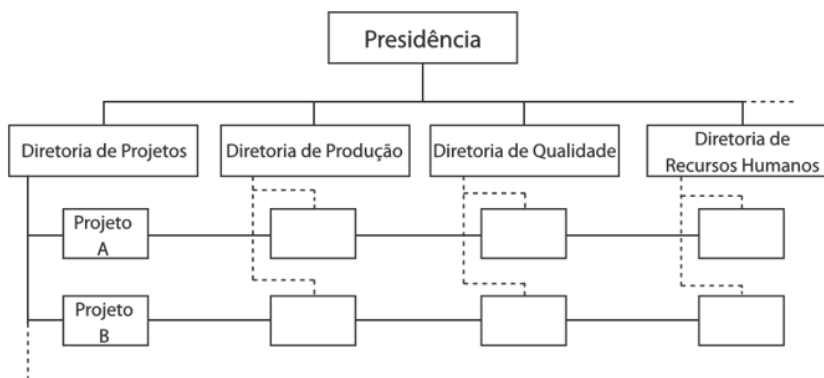 Presidência
Diretoria de Projetos
Diretoria de Produção
Diretoria de Qualidade
Diretoria de
Recursos Humanos
Projeto
A
Projeto
B